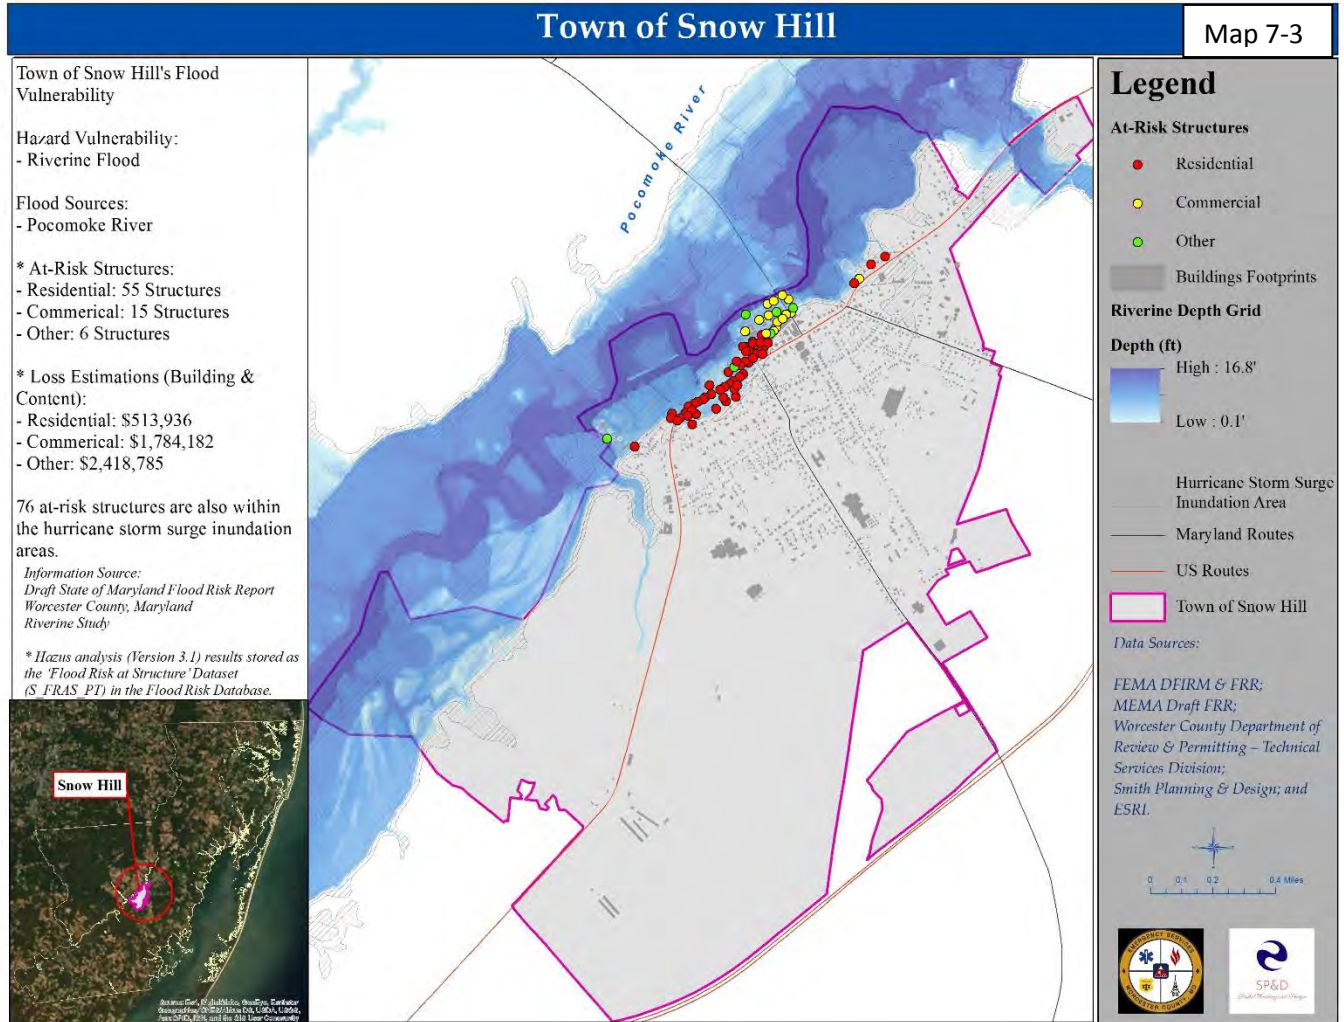 Town of Snow Hill
Map 7-3
Town of Snow Hill's Flood
Vulnerability
Hazard Vulnerability:
- Riverine Flood
Flood Sources:
- Pocomoke River
* At-Risk Structures:
- Residential: 55 Structures
- Commerical: 15 Structures
- Other: 6 Structures
* Loss Estimations (Building &
Content):
- Residential: $513,936
- Commerical: $1,784,182
- Other: $2,418,785
76 at-risk structures are also within
the hurricane storm surge inundation
areas.
Information Source:
Draft State of Maryland Flood Risk Report
Worcester County, Maryland
Riverine Study
* Hazus analysis (Version 3.1) results stored as
the 'Flood Risk at Structure' Dataset
(S_FRAS_PT) in the Flood Risk Database.
Snow Hill
Pocomoke River
Legend
At-Risk Structures
Residential
Commercial
Other
Buildings Footprints
Riverine Depth Grid
Depth (ft)
High : 16.8'
Low : 0.1'
Hurricane Storm Surge
Inundation Area
Maryland Routes
US Routes
Town of Snow Hill
Data Sources:
FEMA DFIRM & FRR;
MEMA Draft FRR;
Worcester County Department of
Review & Permitting – Technical
Services Division;
Smith Planning & Design; and
ESRI.
0 0.1 0.2 0.4 Miles
EMERGENCY SERVICES
WORCESTER COUNTY, MD
SP&D